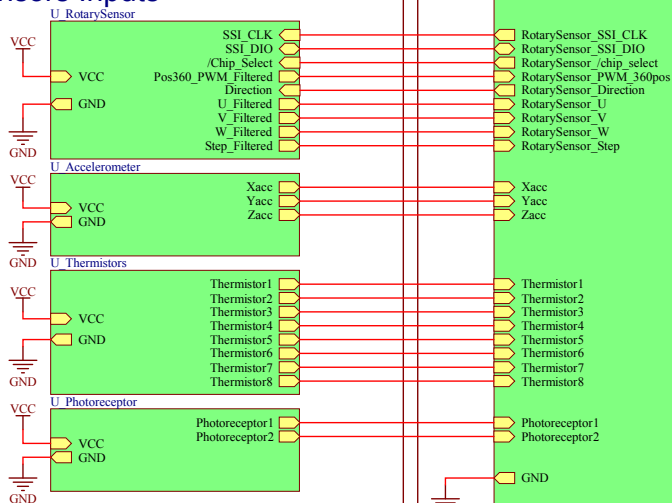 U_RotarySensor
VCC
SSI_CLK
RotarySensor_SSI_CLK
SSI_DIO
RotarySensor_SSI_DIO
/Chip_Select
RotarySensor_/chip_select
VCC
Pos360_PWM_Filtered
RotarySensor_PWM_360pos
Direction
RotarySensor_Direction
GND
U_Filtered
RotarySensor_U
V_Filtered
RotarySensor_V
W_Filtered
RotarySensor_W
Step_Filtered
RotarySensor_Step
GND
U_Accelerometer
VCC
Xacc
Xacc
Yacc
Yacc
VCC
Zacc
Zacc
GND
GND
U_Thermistors
VCC
Thermistor1
Thermistor1
Thermistor2
Thermistor2
Thermistor3
Thermistor3
VCC
Thermistor4
Thermistor4
GND
Thermistor5
Thermistor5
Thermistor6
Thermistor6
Thermistor7
Thermistor7
Thermistor8
Thermistor8
GND
U_Photoreceptor
VCC
Photoreceptor1
Photoreceptor1
Photoreceptor2
Photoreceptor2
VCC
GND
GND
GND